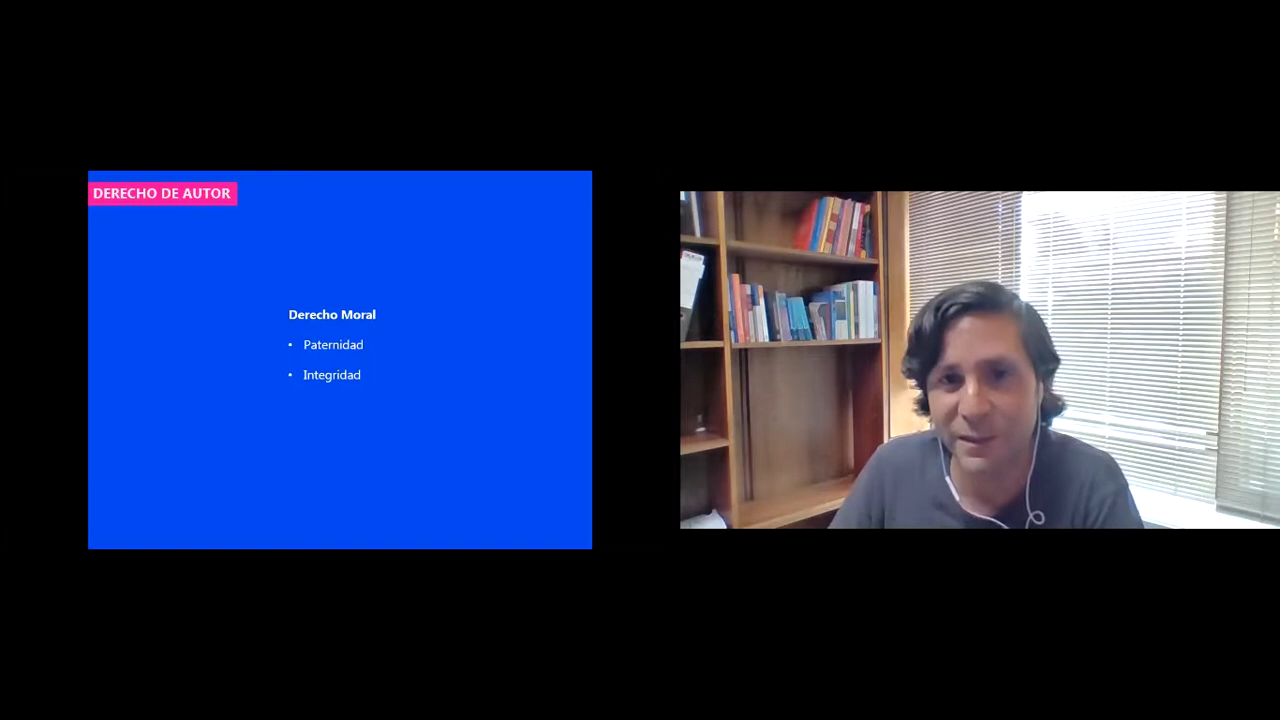 DERECHO DE AUTOR
Derecho Moral
• Paternidad
• Integridad